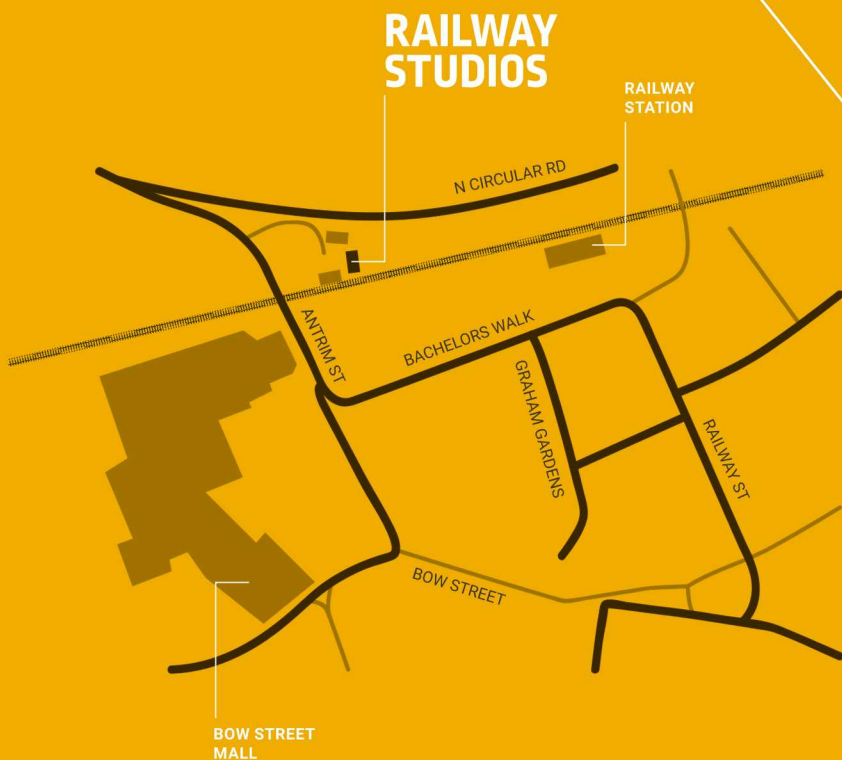 RAILWAY
STUDIOS
RAILWAY
STATION
N CIRCULAR RD
ANTRIM ST
BACHELORS WALK
GRAHAM GARDENS
RAILWAY ST
BOW STREET
BOW STREET
MALL